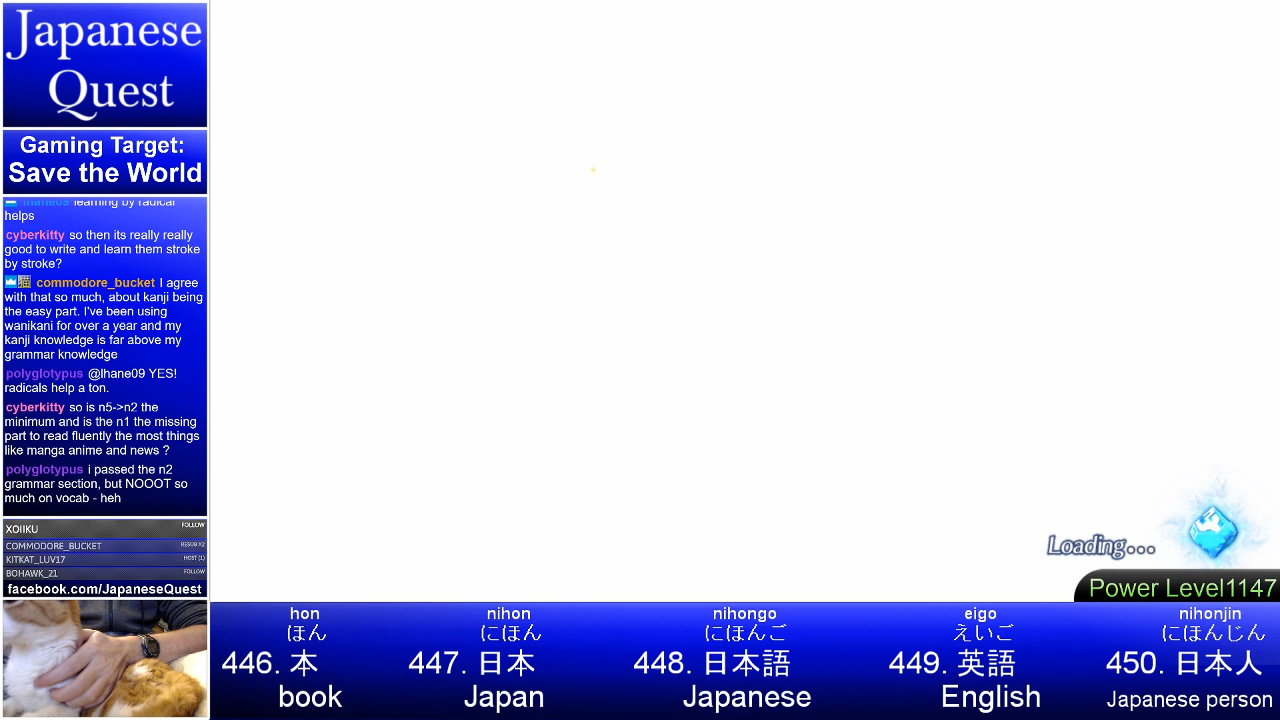 Japanese
Quest
Gaming Target:
Save the World
lhane09 learning by radical
helps
cyberkitty so then its really really
good to write and learn them stroke
by stroke?
commodore_bucket I agree
with that so much, about kanji being
the easy part. I've been using
wanikani for over a year and my
kanji knowledge is far above my
grammar knowledge
polyglotypus @lhane09 YES!
radicals help a ton.
cyberkitty so is n5->n2 the
minimum and is the n1 the missing
part to read fluently the most things
like manga anime and news ?
polyglotypus i passed the n2
grammar section, but NOOOT so
much on vocab - heh
XOIIKU FOLLOW
COMMODORE_BUCKET RESUB X2
KITKAT_LUV17 HOST (1)
BOHAWK_21 FOLLOW
facebook.com/JapaneseQuest
Loading...
Power Level1147
hon
ほん
446. 本
book
nihon
にほん
447. 日本
Japan
nihongo
にほんご
448. 日本語
Japanese
eigo
えいご
449. 英語
English
nihonjin
にほんじん
450. 日本人
Japanese person